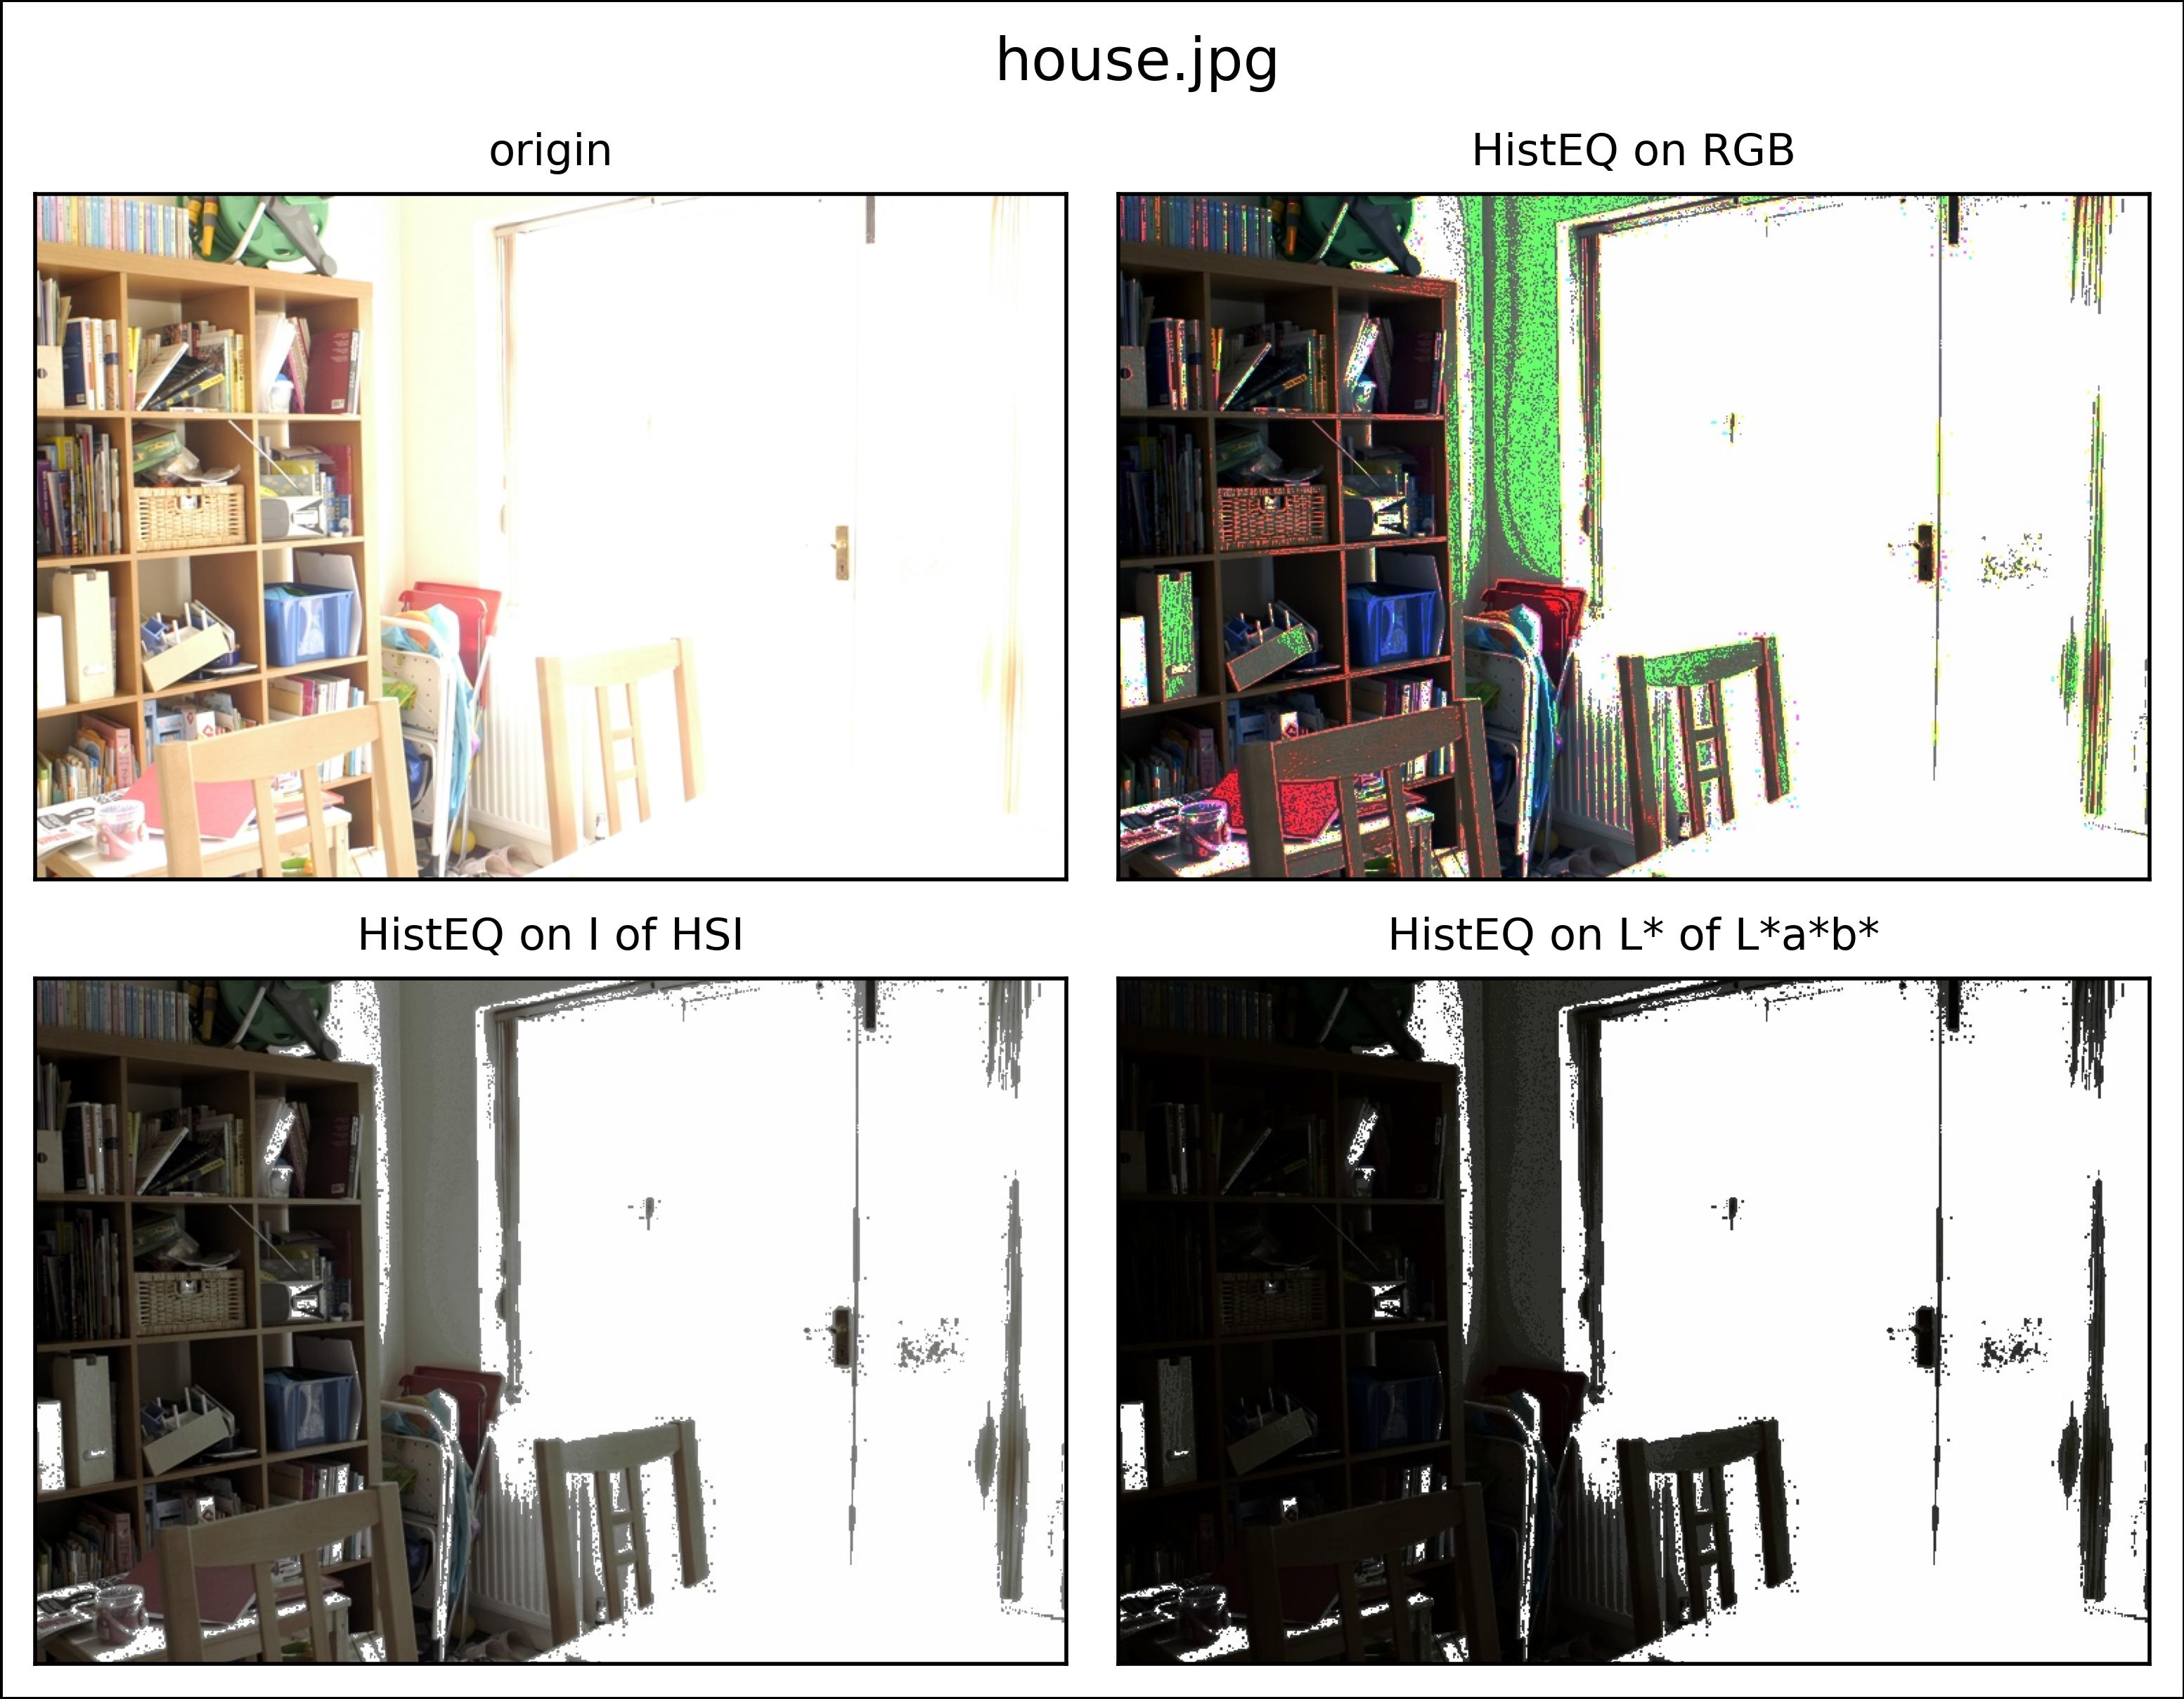 house.jpg
origin
HistEQ on RGB
HistEQ on I of HSI
HistEQ on L* of L*a*b*